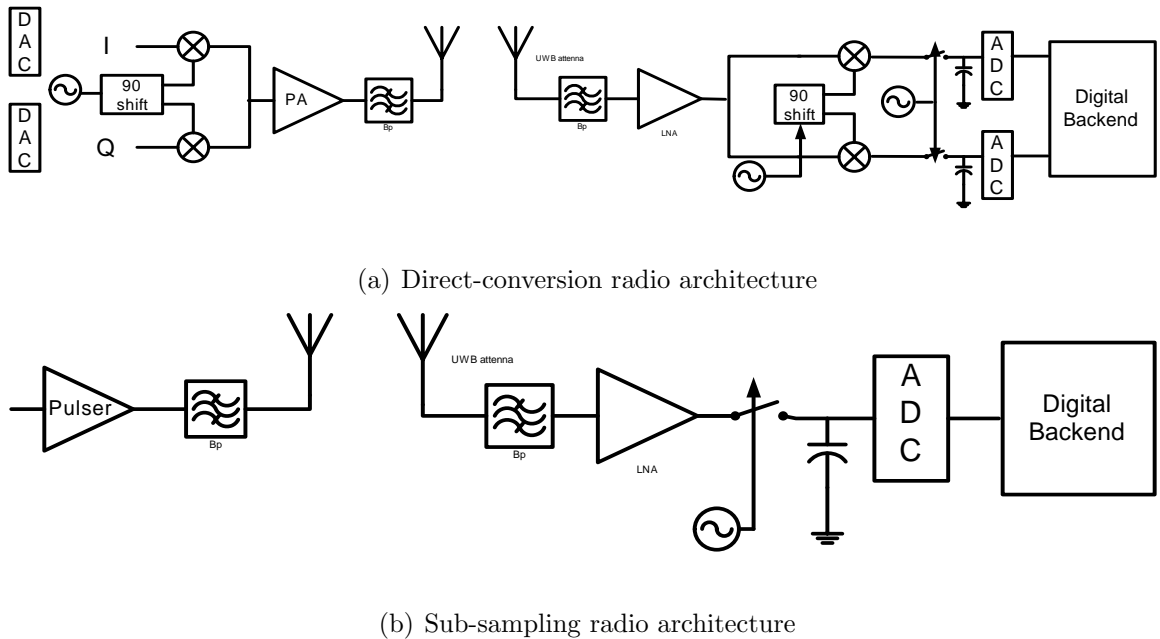 D
A
C
I
90
shift
D
A
C
Q
PA
Bp
UWB attenna
Bp
LNA
90
shift
A
D
C
A
D
C
Digital
Backend
(a) Direct-conversion radio architecture
Pulser
Bp
UWB attenna
Bp
LNA
A
D
C
Digital
Backend
(b) Sub-sampling radio architecture